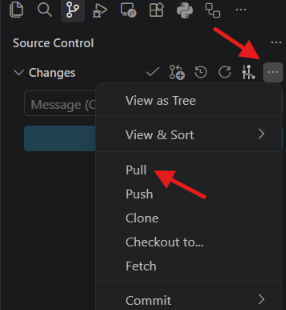 Source Control
Changes
Message (C
View as Tree
View & Sort
Pull
Push
Clone
Checkout to...
Fetch
Commit